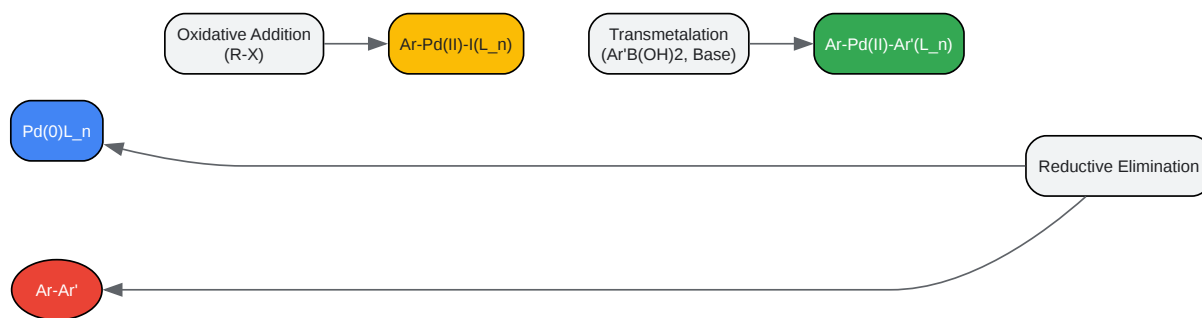 Oxidative Addition
(R-X)
Ar-Pd(II)-I(L_n)
Transmetalation
(Ar'B(OH)2, Base)
Ar-Pd(II)-Ar'(L_n)
Pd(0)L_n
Reductive Elimination
Ar-Ar'